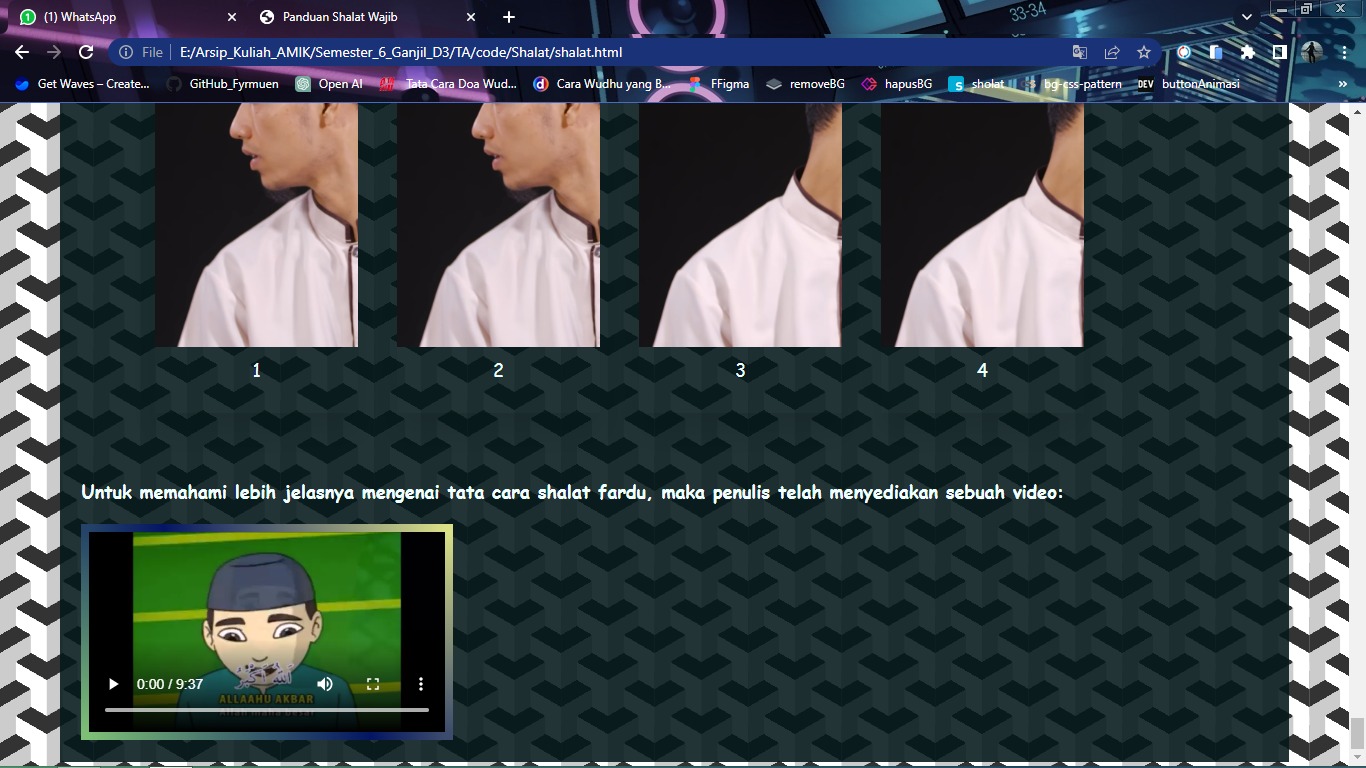 (1) WhatsApp
Panduan Shalat Wajib
33-34
File
E:/Arsip_Kuliah_AMIK/Semester_6_Ganjil_D3/TA/code/Shalat/shalat.html
Get Waves – Create...
GitHub_Fyrmuen
Open AI
Tata Cara Doa Wud...
Cara Wudhu yang B...
FFigma
removeBG
hapusBG
sholat
bg-css-pattern
DEV
buttonAnimasi
1
2
3
4
Untuk memahami lebih jelasnya mengenai tata cara shalat fardu, maka penulis telah menyediakan sebuah video:
0:00 / 9:37
اَللهُ اَكْبَرُ
ALLAAHU AKBAR
Allah maha besar